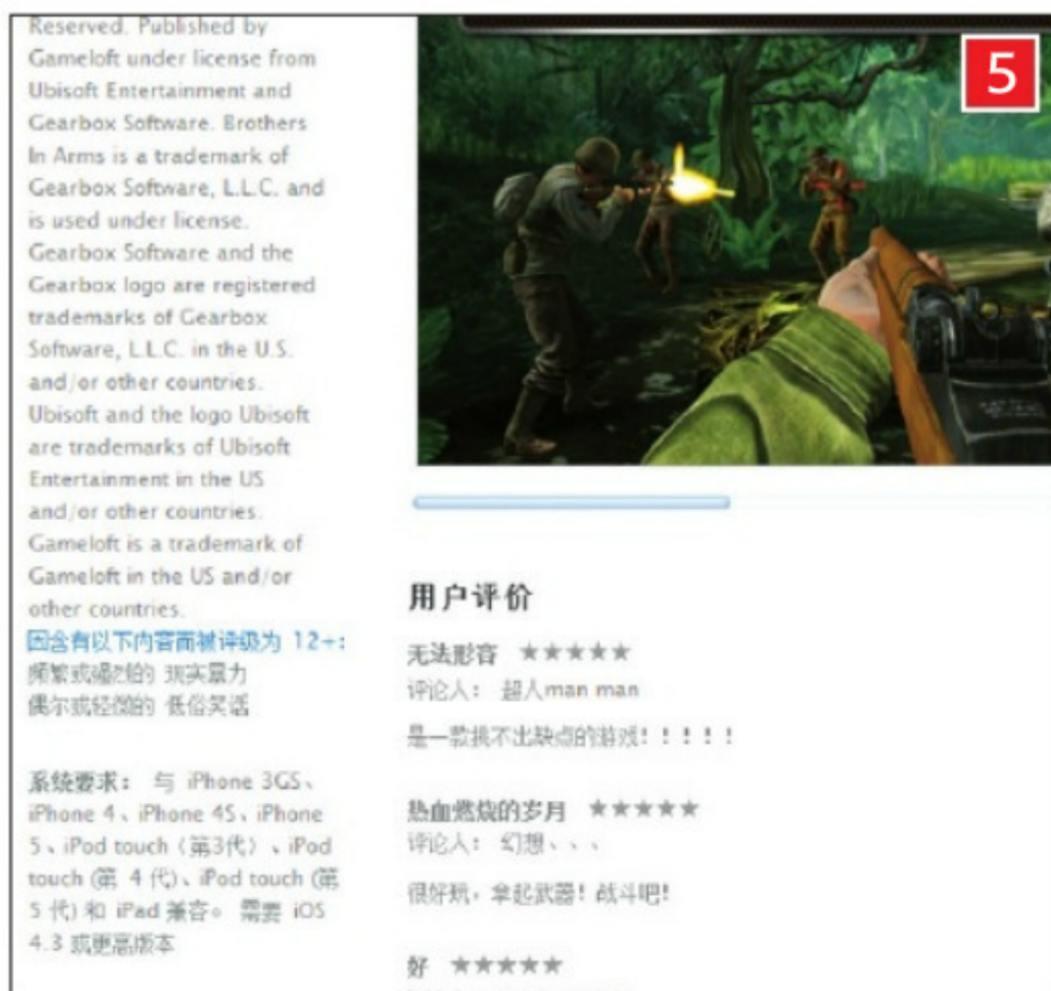 Reserved. Published by
Gameloft under license from
Ubisoft Entertainment and
Gearbox Software. Brothers
In Arms is a trademark of
Gearbox Software, L.L.C. and
is used under license.
Gearbox Software and the
Gearbox logo are registered
trademarks of Gearbox
Software, L.L.C. in the U.S.
and/or other countries.
Ubisoft and the logo Ubisoft
are trademarks of Ubisoft
Entertainment in the US
and/or other countries.
Gameloft is a trademark of
Gameloft in the US and/or
other countries.
因含有以下内容而被评级为 12+:
频繁或强烈的 现实暴力
偶尔或轻微的 低俗笑话
系统要求: 与 iPhone 3GS、
iPhone 4、iPhone 4S、iPhone
5、iPod touch（第3代）、iPod
touch (第 4 代)、iPod touch (第
5 代) 和 iPad 兼容。 需要 iOS
4.3 或更高版本
5
用户评价
无法形容 ★★★★★
评论人: 超人man man
是一款挑不出缺点的游戏！！！！！
热血燃烧的岁月 ★★★★★
评论人: 幻想、、、
很好玩，拿起武器！战斗吧！
好 ★★★★★